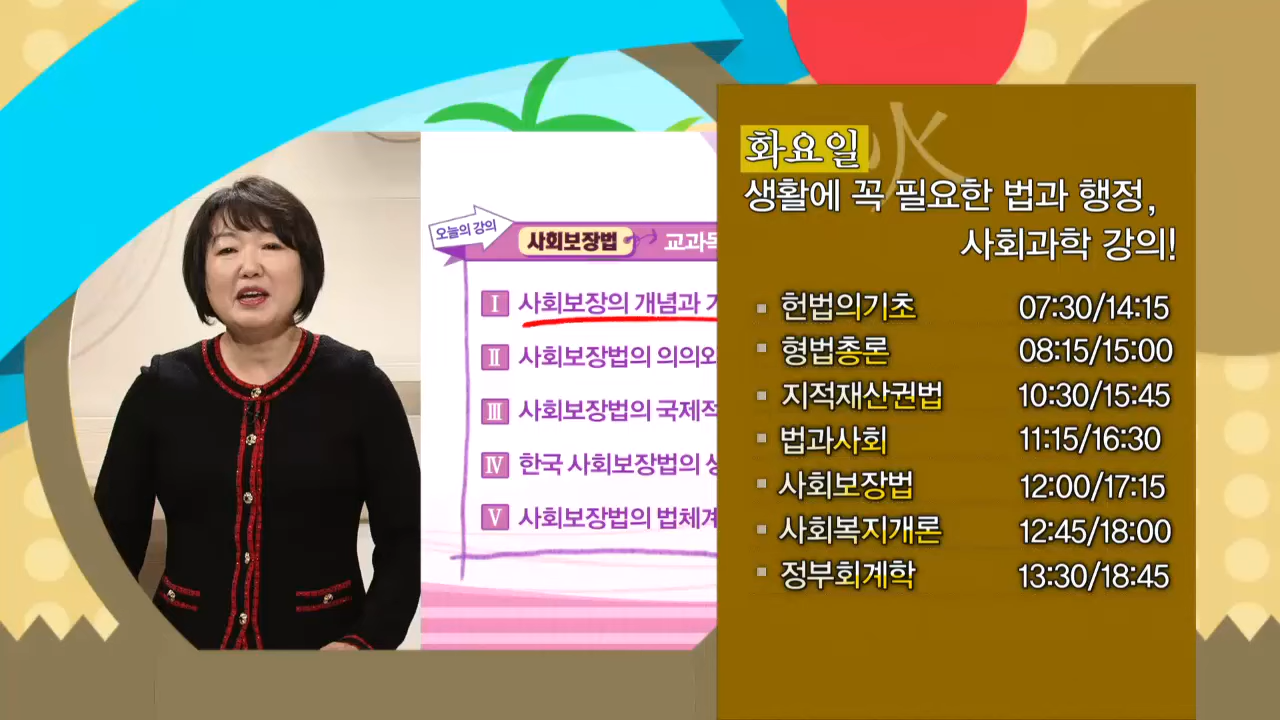 오늘의 강의
사회보장법
교과목
Ⅰ 사회보장의 개념과
Ⅱ 사회보장법의 의의와
Ⅲ 사회보장법의 국제적
Ⅳ 한국 사회보장법의
Ⅴ 사회보장법의 법체계
水
화요일
생활에 꼭 필요한 법과 행정,
사회과학 강의!
헌법의기초 07:30/14:15
형법총론 08:15/15:00
지적재산권법 10:30/15:45
법과사회 11:15/16:30
사회보장법 12:00/17:15
사회복지개론 12:45/18:00
정부회계학 13:30/18:45